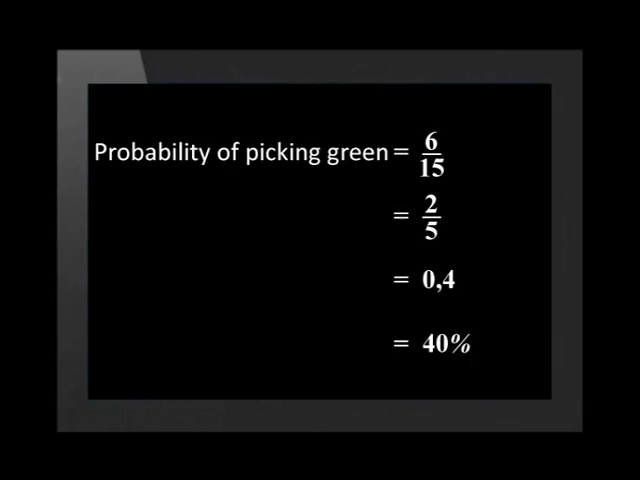 Probability of picking green = 6/15
= 2/5
= 0,4
= 40%